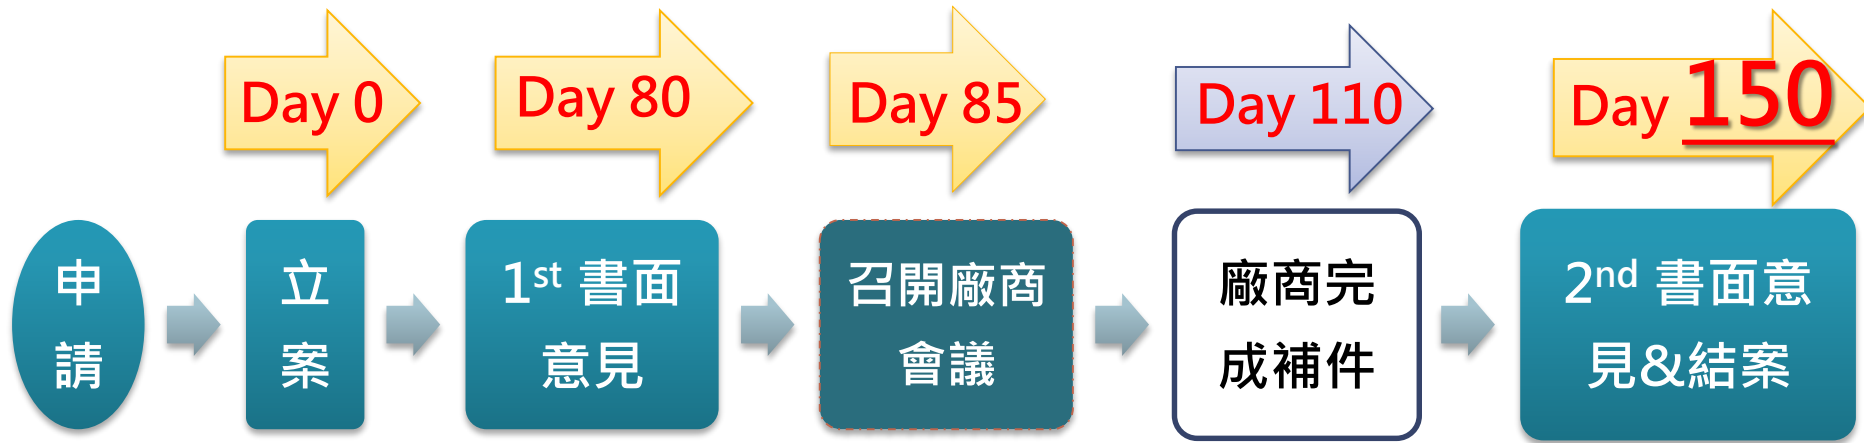 Day 0
Day 80
Day 85
Day 110
Day 150
申
請
立
案
1st 書面
意見
召開廠商
會議
廠商完
成補件
2nd 書面意
見&結案